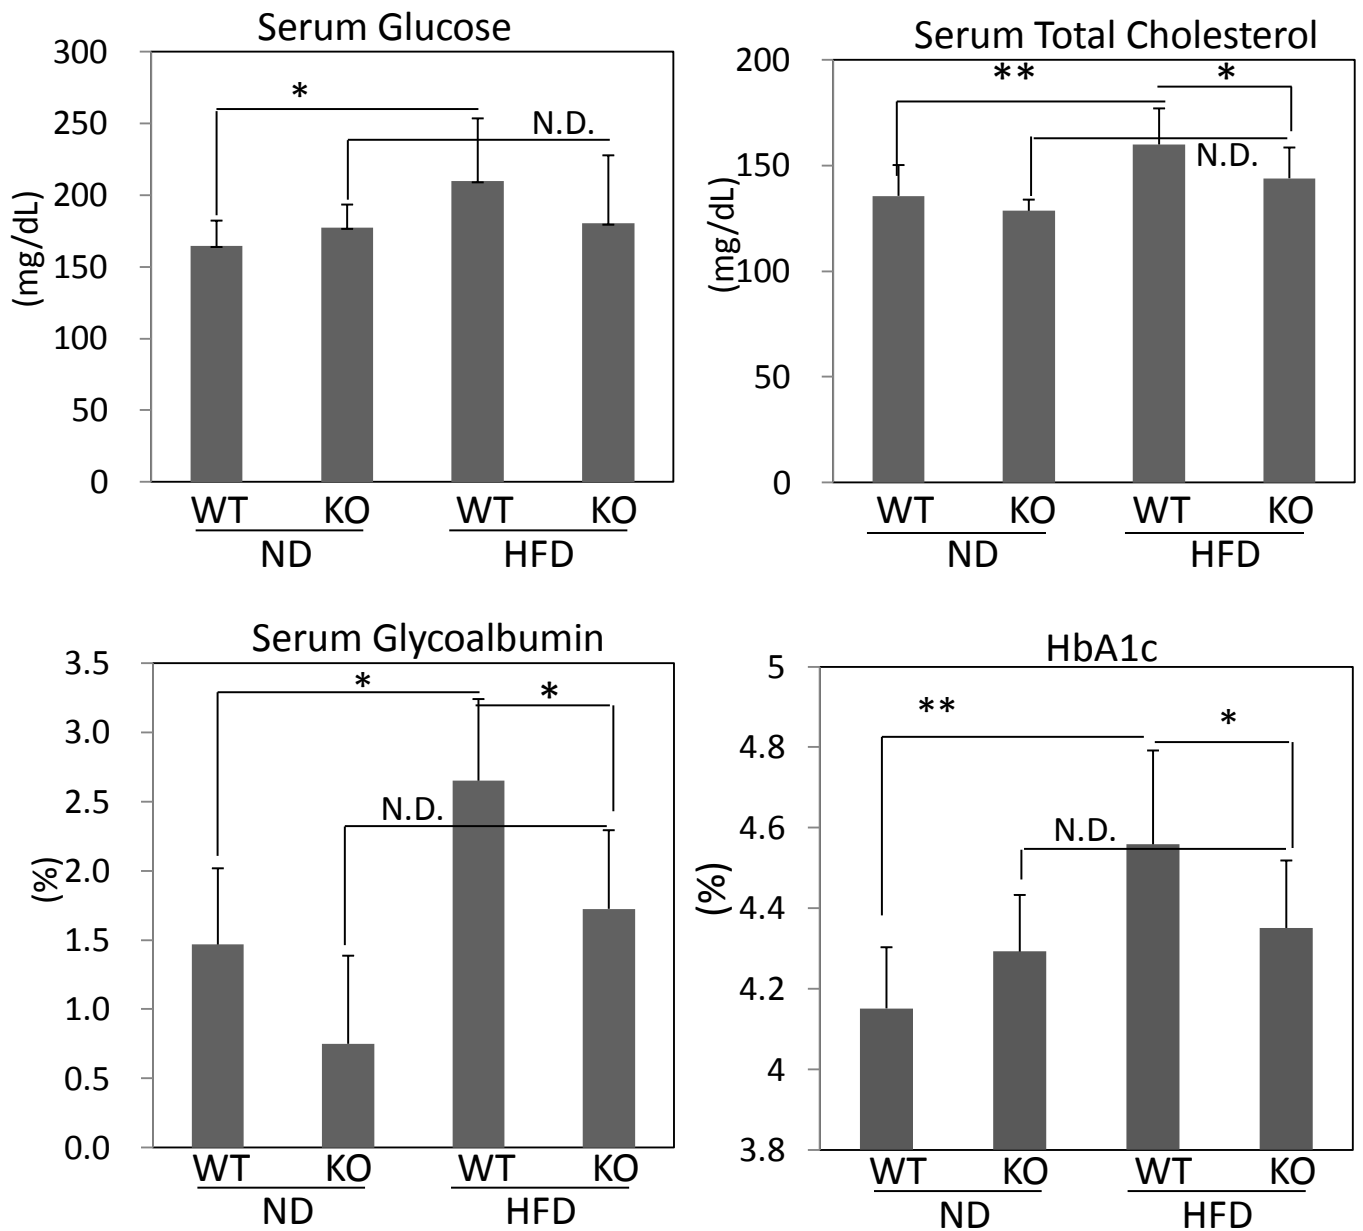 Serum Glucose
300
250
200
150
100
50
0
(mg/dL)
*
N.D.
WT KO WT KO
ND HFD
Serum Total Cholesterol
200
150
100
50
0
(mg/dL)
** *
N.D.
WT KO WT KO
ND HFD
Serum Glycoalbumin
3.5
3.0
2.5
2.0
1.5
1.0
0.5
0.0
(%)
* *
N.D.
WT KO WT KO
ND HFD
HbA1c
5
4.8
4.6
4.4
4.2
4
3.8
(%)
** *
N.D.
WT KO WT KO
ND HFD